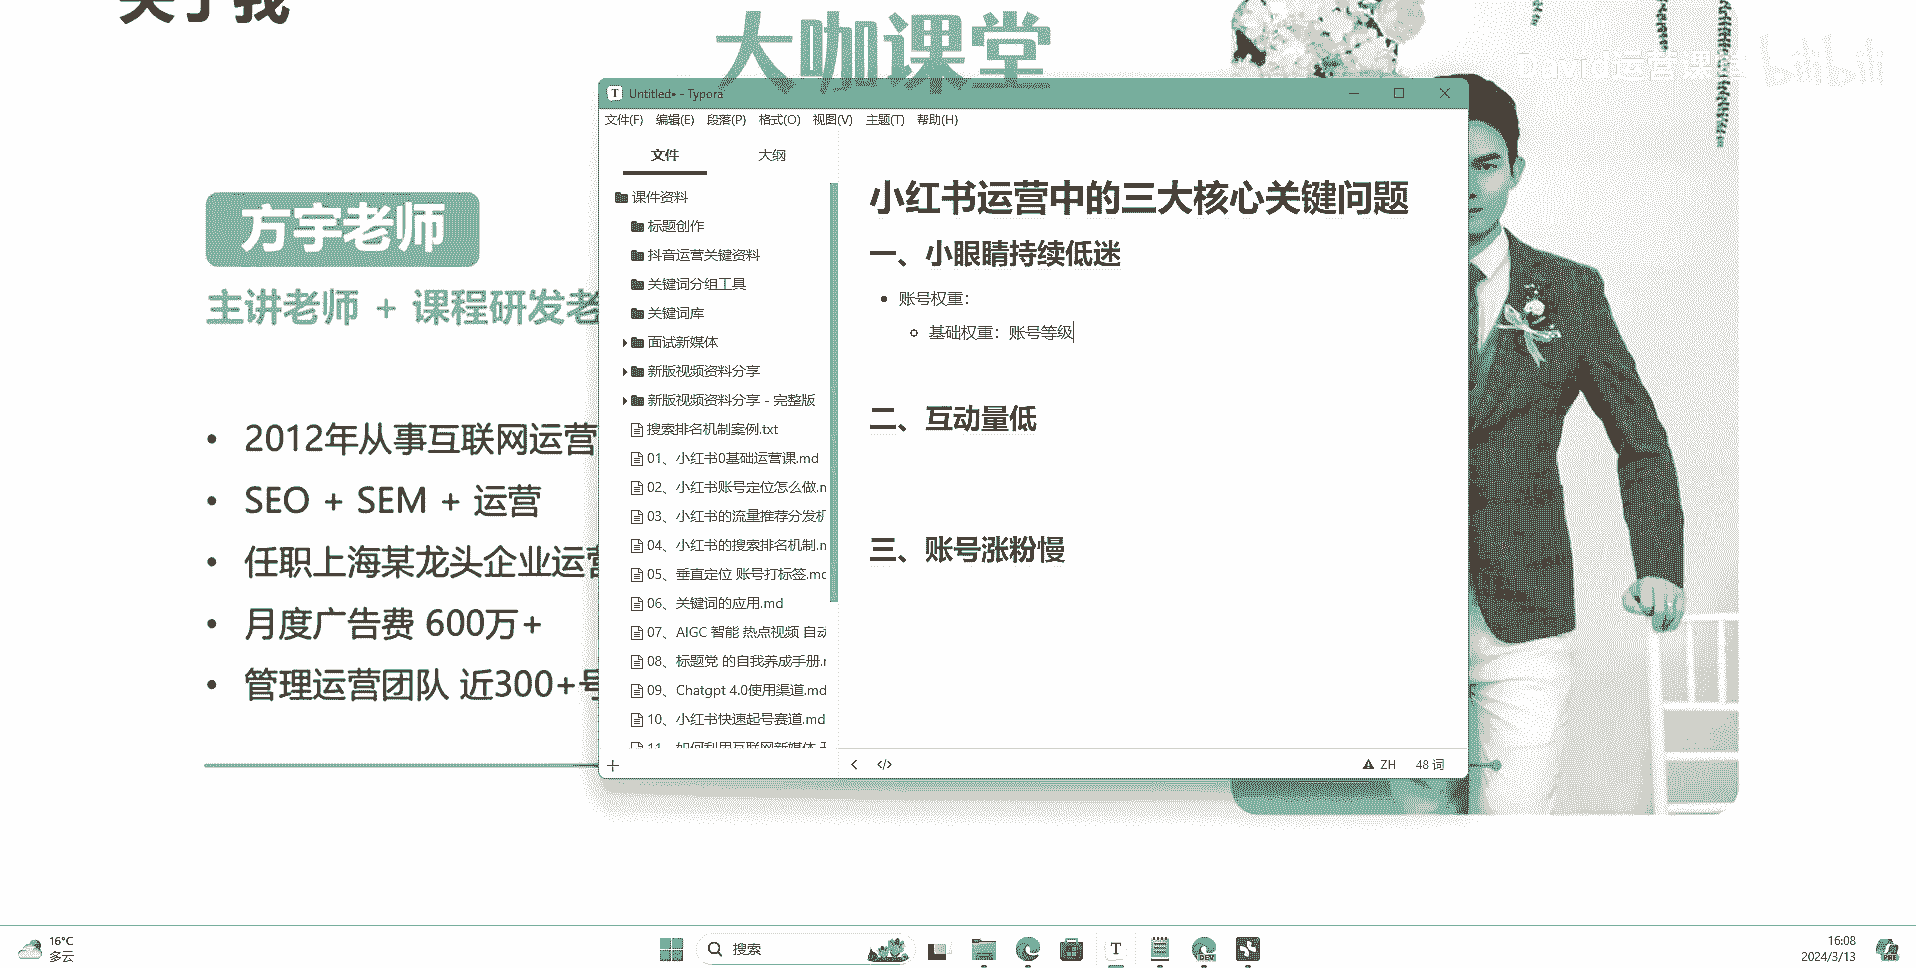 关于我
大咖课堂
David运营课堂 bilibili
方宇老师
主讲老师 + 课程研发老
2012年从事互联网运营
SEO + SEM + 运营
任职上海某龙头企业运营
月度广告费 600万+
管理运营团队 近300+号
Untitled• - Typora
文件(F) 编辑(E) 段落(P) 格式(O) 视图(V) 主题(T) 帮助(H)
文件 大纲
课件资料
标题创作
抖音运营关键资料
关键词分组工具
关键词库
面试新媒体
新版视频资料分享
新版视频资料分享 - 完整版
搜索排名机制案例.txt
01、小红书0基础运营课.md
02、小红书账号定位怎么做.m
03、小红书的流量推荐分发机
04、小红书的搜索排名机制.m
05、垂直定位 账号打标签.md
06、关键词的应用.md
07、AIGC 智能 热点视频 自动
08、标题党 的自我养成手册.m
09、Chatgpt 4.0使用渠道.md
10、小红书快速起号赛道.md
11、如何利用互联网新媒体
小红书运营中的三大核心关键问题
一、小眼睛持续低迷
账号权重：
基础权重：账号等级
二、互动量低
三、账号涨粉慢
ZH 48 词
16°C
多云
搜索
16:08
2024/3/13